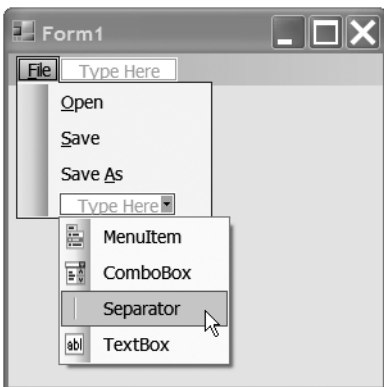 Form1
File Type Here
Open
Save
Save As
Type Here
MenuItem
ComboBox
Separator
abl TextBox